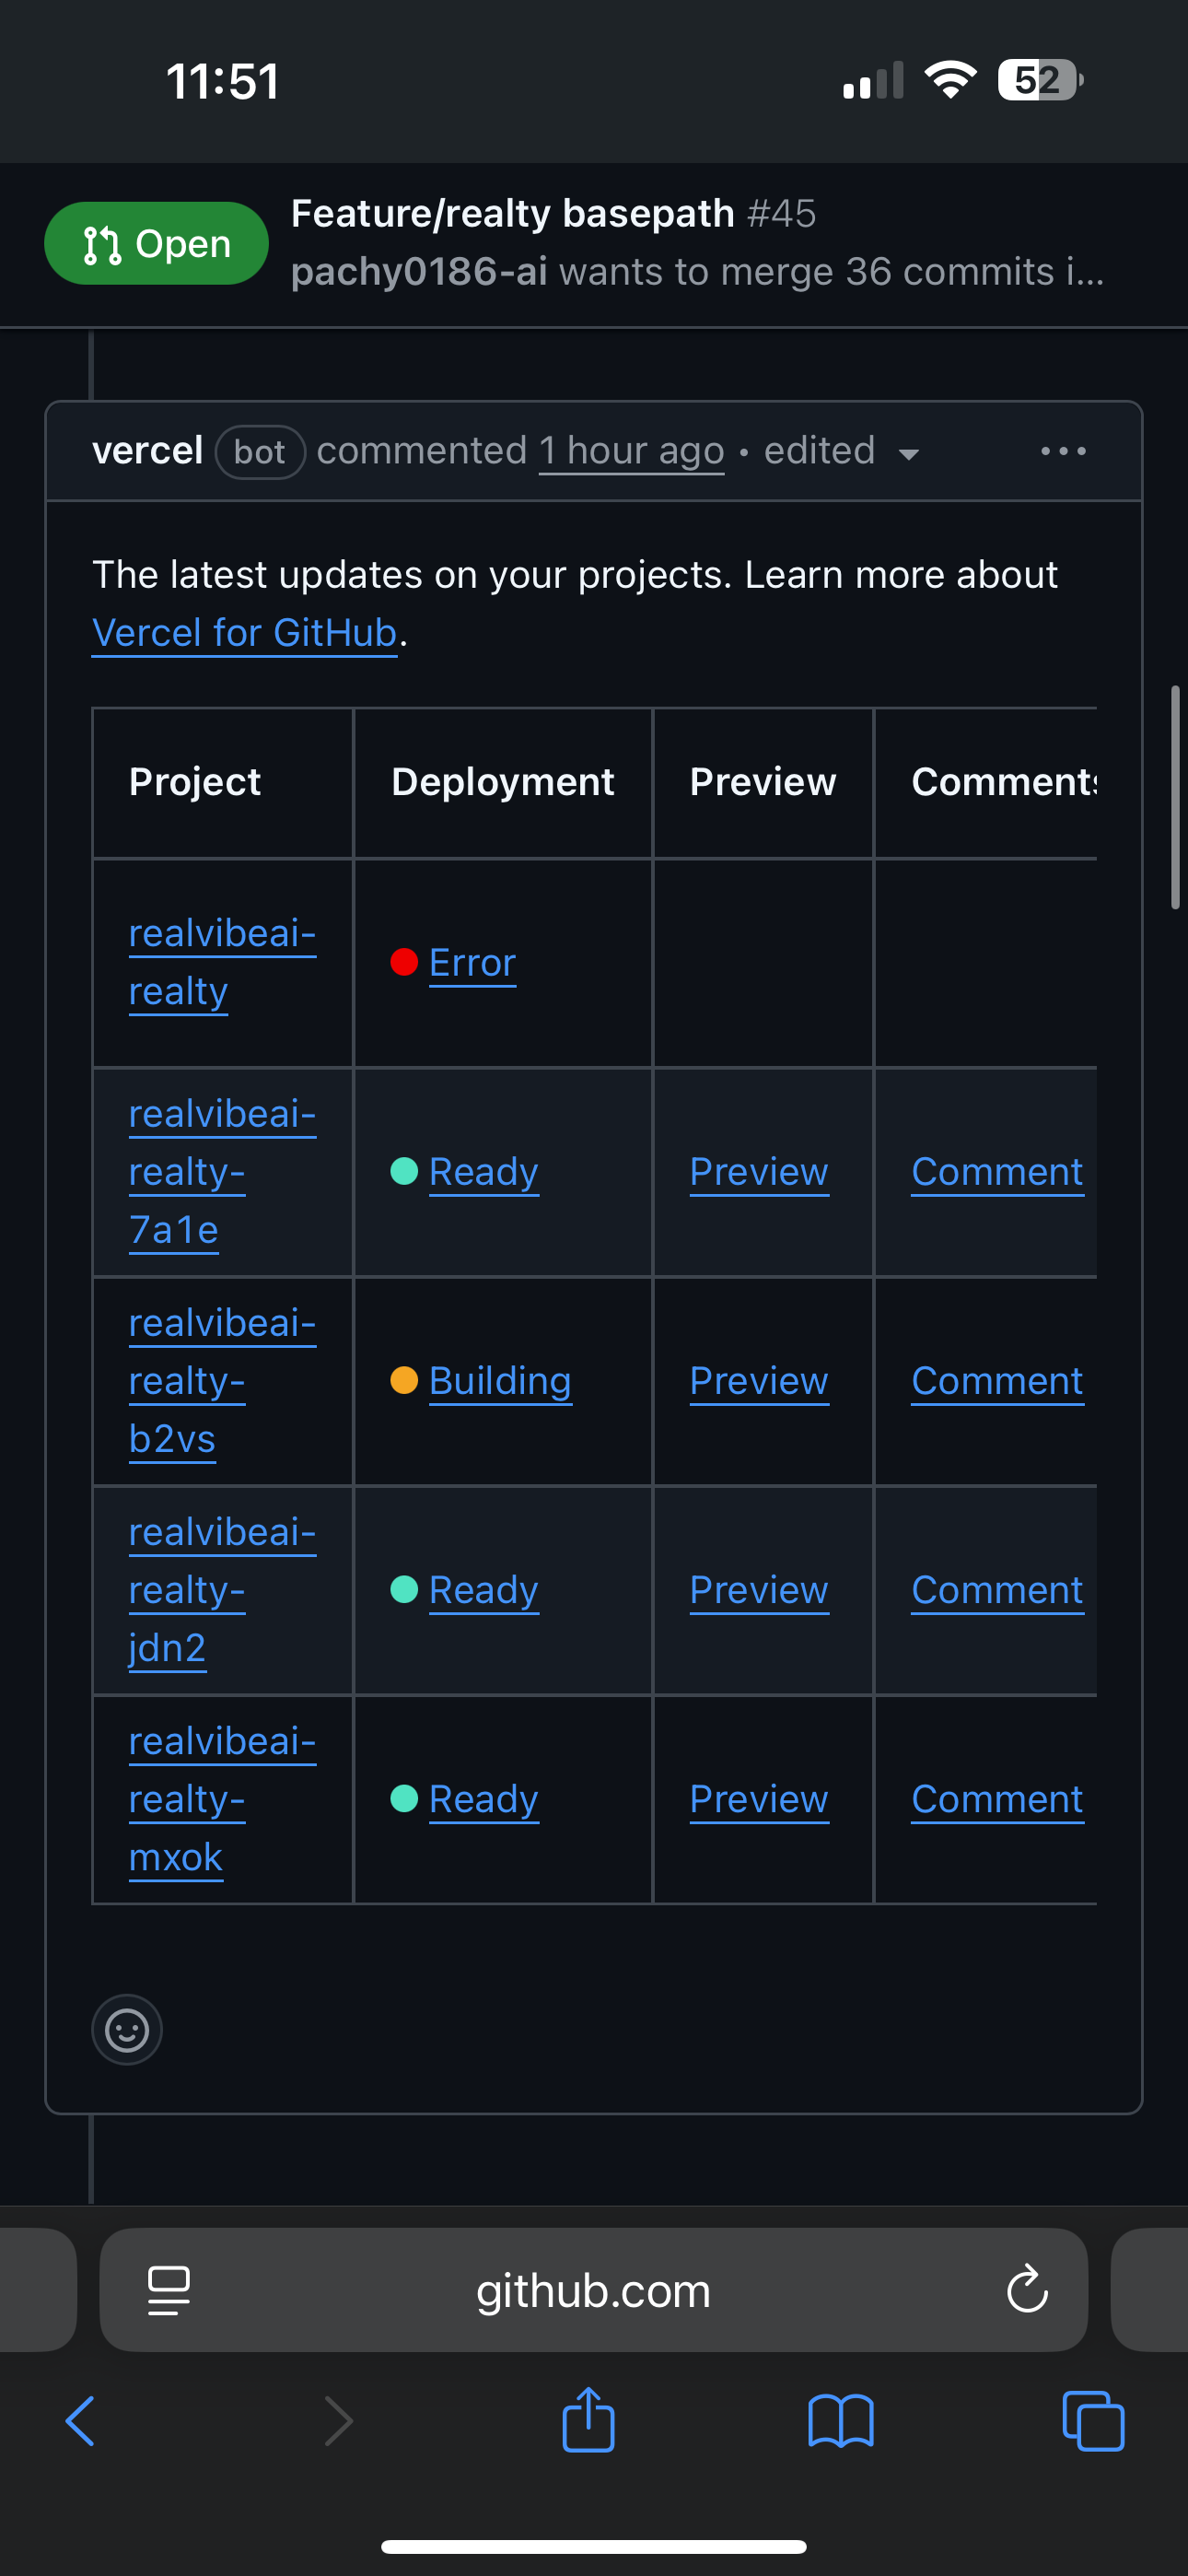 11:51
52
Open
Feature/realty basepath #45
pachy0186-ai wants to merge 36 commits i...
vercel bot commented 1 hour ago • edited
The latest updates on your projects. Learn more about
Vercel for GitHub.
Project Deployment Preview Comments
realvibeai-
realty
Error
realvibeai-
realty-
7a1e
Ready Preview Comment
realvibeai-
realty-
b2vs
Building Preview Comment
realvibeai-
realty-
jdn2
Ready Preview Comment
realvibeai-
realty-
mxok
Ready Preview Comment
github.com